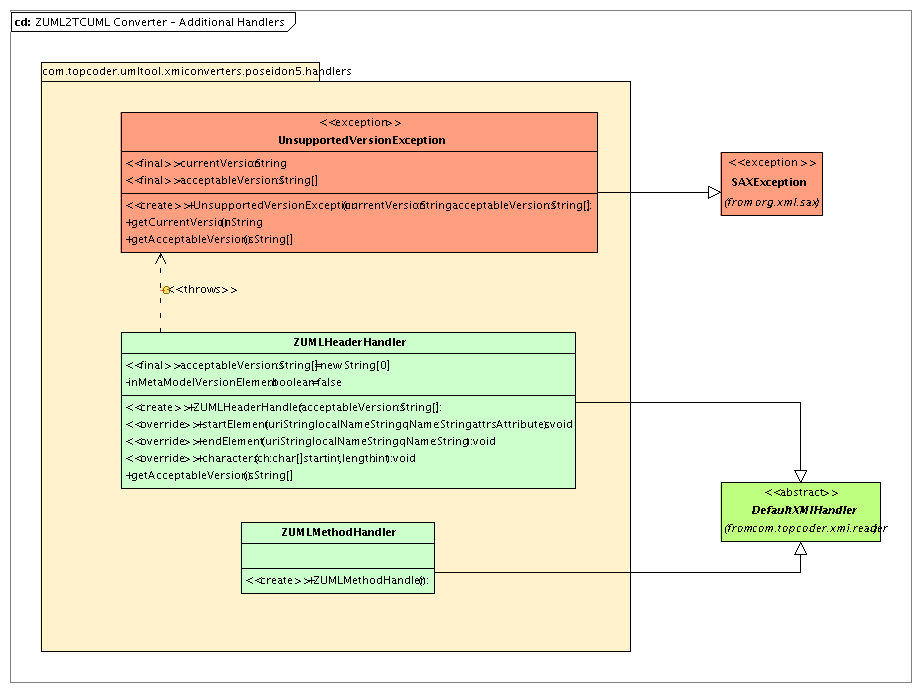 cd: ZUML2TCUML Converter - Additional Handlers
com.topcoder.umltool.xmiconverters.poseidon5.handlers
<<exception>>
UnsupportedVersionException
<<final>>-currentVersion:String
<<final>>-acceptableVersions:String[]
<<create>>+UnsupportedVersionException(currentVersion:String,acceptableVersions:String[]):
+getCurrentVersion():String
+getAcceptableVersions():String[]
<<exception>>
SAXException
(from org.xml.sax)
<<throws>>
ZUMLHeaderHandler
<<final>>-acceptableVersions:String[]=new String[0]
-inMetaModelVersionElement:boolean=false
<<create>>+ZUMLHeaderHandler(acceptableVersions:String[]):
<<override>>+startElement(uri:String,localName:String,qName:String,attrs:Attributes):void
<<override>>+endElement(uri:String,localName:String,qName:String):void
<<override>>+characters(ch:char[],start:int,length:int):void
+getAcceptableVersions():String[]
<<abstract>>
DefaultXMIHandler
(from com.topcoder.xmi.reader)
ZUMLMethodHandler
<<create>>+ZUMLMethodHandler():